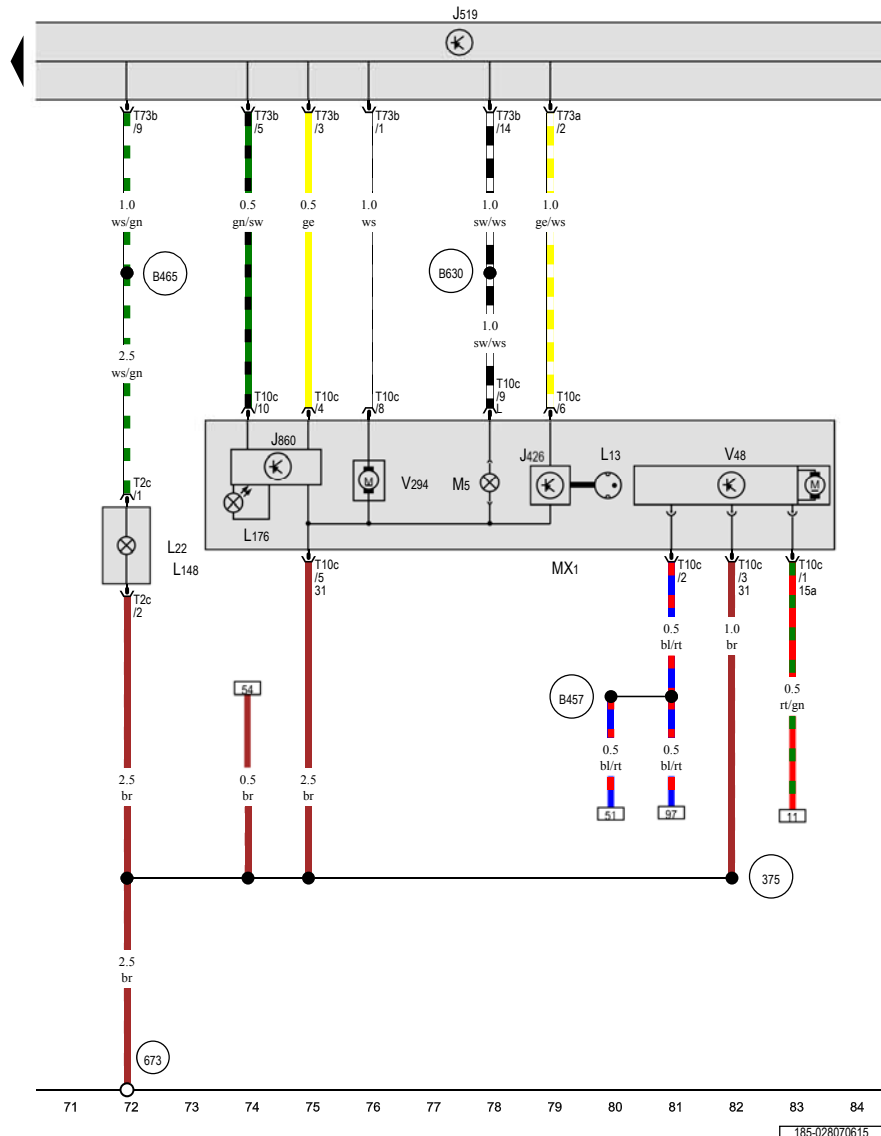 J519
T73b
/9
T73b
/5
T73b
/3
T73b
/1
T73b
/14
T73a
/2
1.0
ws/gn
0.5
gn/sw
0.5
ge
1.0
ws
1.0
sw/ws
1.0
ge/ws
B465
B630
2.5
ws/gn
1.0
sw/ws
T10c
/10
T10c
/4
T10c
/8
T10c
/9
L
T10c
/6
J860
L176
M
V294
M5
J426
L13
V48
M
T2c
/1
L22
L148
T2c
/2
T10c
/5
31
MX1
T10c
/2
T10c
/3
31
T10c
/1
15a
0.5
bl/rt
1.0
br
0.5
rt/gn
54
B457
0.5
bl/rt
0.5
bl/rt
2.5
br
0.5
br
2.5
br
51
97
11
375
2.5
br
673
71 72 73 74 75 76 77 78 79 80 81 82 83 84
185-028070615